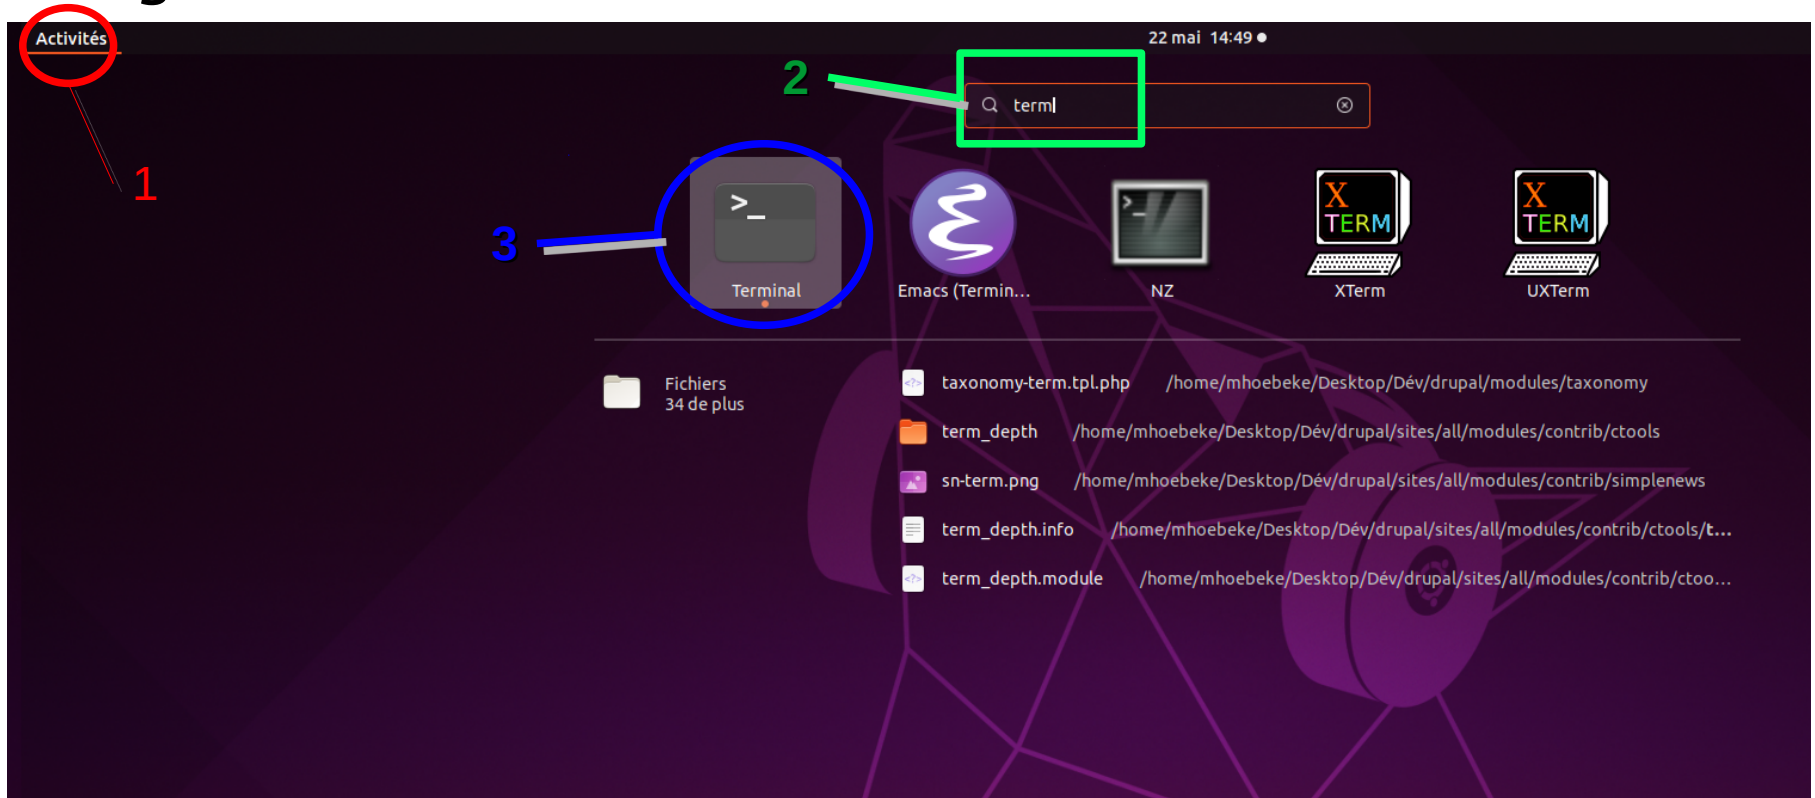 Activités
22 mai 14:49
1
2
term
3
>_
Terminal
Emacs (Termin...
>_
NZ
X
TERM
XTerm
X
TERM
UXTerm
Fichiers
34 de plus
taxonomy-term.tpl.php /home/mhoebeke/Desktop/Dév/drupal/modules/taxonomy
term_depth /home/mhoebeke/Desktop/Dév/drupal/sites/all/modules/contrib/ctools
sn-term.png /home/mhoebeke/Desktop/Dév/drupal/sites/all/modules/contrib/simplenews
term_depth.info /home/mhoebeke/Desktop/Dév/drupal/sites/all/modules/contrib/ctools/t...
term_depth.module /home/mhoebeke/Desktop/Dév/drupal/sites/all/modules/contrib/ctoo...